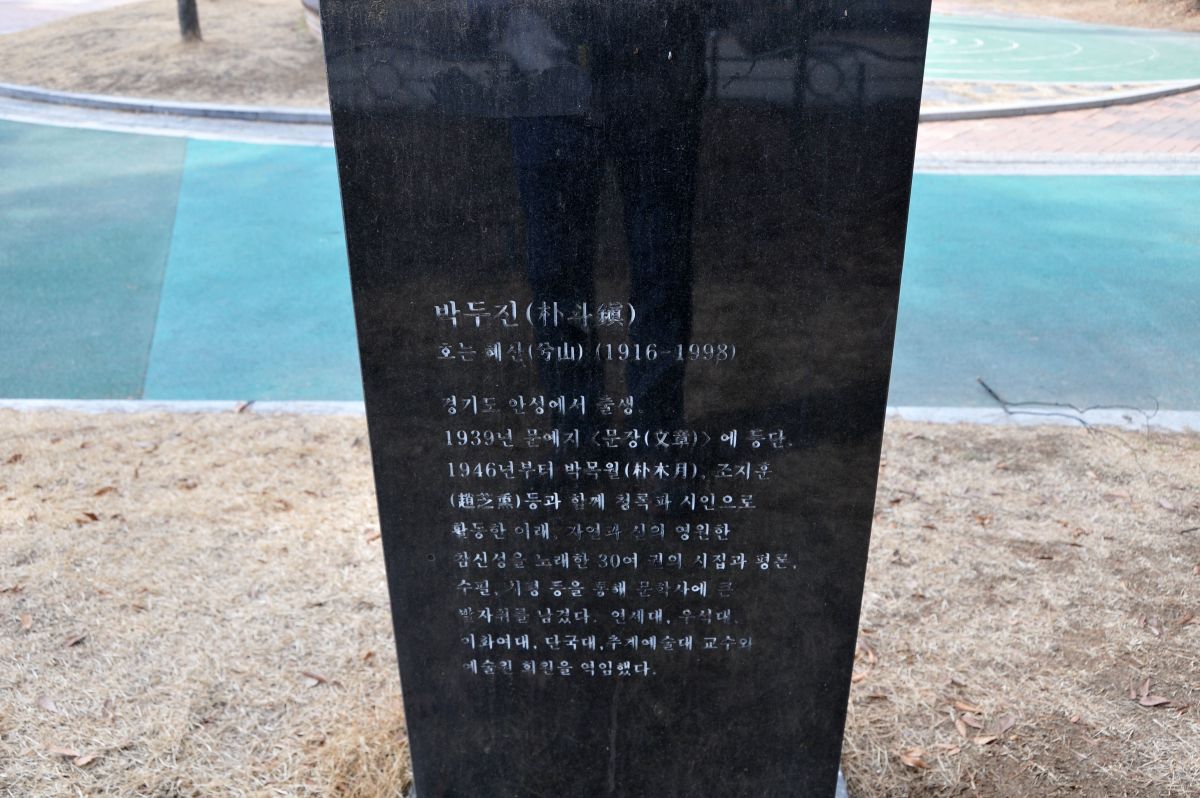 박두진(朴斗鎭)
호는 혜산(兮山) (1916-1998)
경기도 안성에서 출생.
1939년 문예지 <문장(文章)> 에 등단.
1946년부터 박목월(朴木月), 조지훈
(趙芝熏)등과 함께 청록파 시인으로
활동한 이래, 자연과 신의 영원한
참신성을 노래한 30여 권의 시집과 평론,
수필, 기행 등을 통해 문학사에 큰
발자취를 남겼다. 연세대, 우석대,
이화여대, 단국대,추계예술대 교수와
예술원 회원을 역임했다.